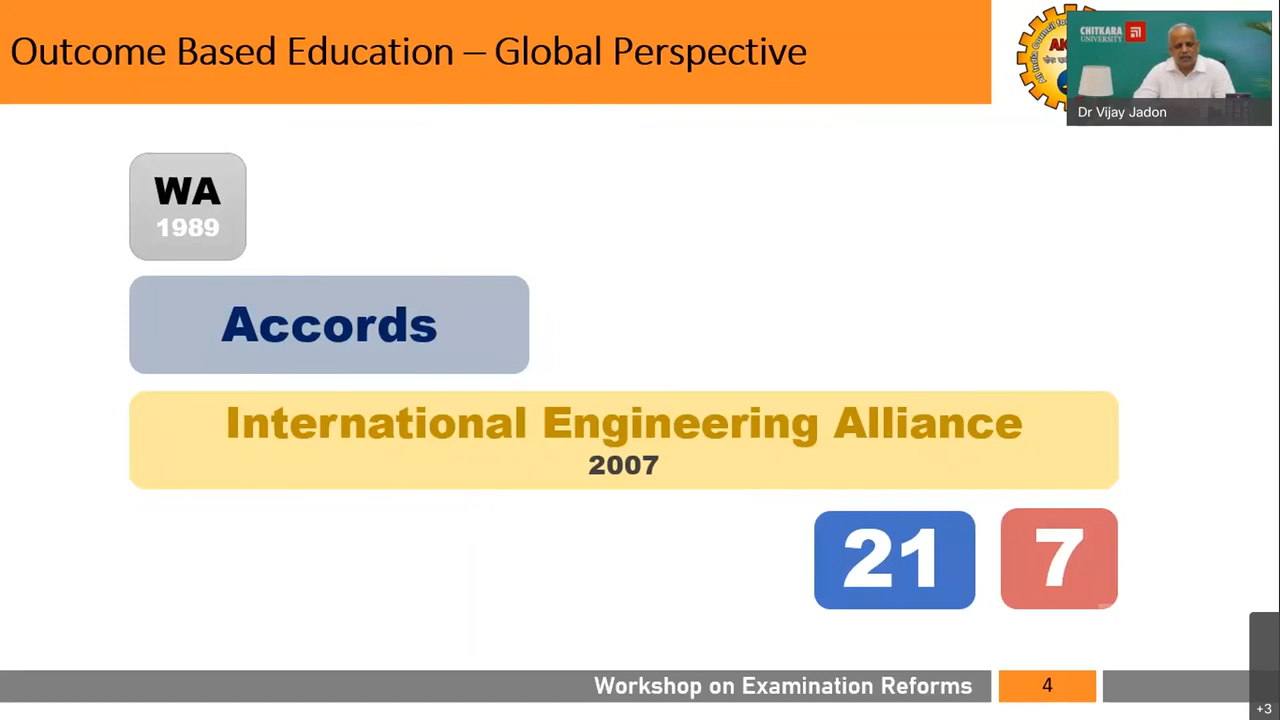 Outcome Based Education – Global Perspective
CHITKARA
UNIVERSITY
Dr Vijay Jadon
WA
1989
Accords
International Engineering Alliance
2007
21
7
Workshop on Examination Reforms
4
+3